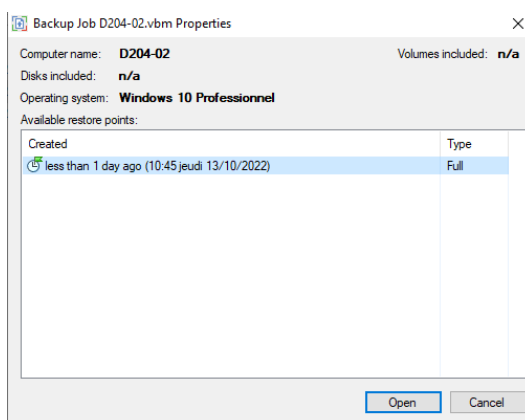 Backup Job D204-02.vbm Properties
Computer name: D204-02 Volumes included: n/a
Disks included: n/a
Operating system: Windows 10 Professionnel
Available restore points:
Created Type
less than 1 day ago (10:45 jeudi 13/10/2022) Full
Open Cancel